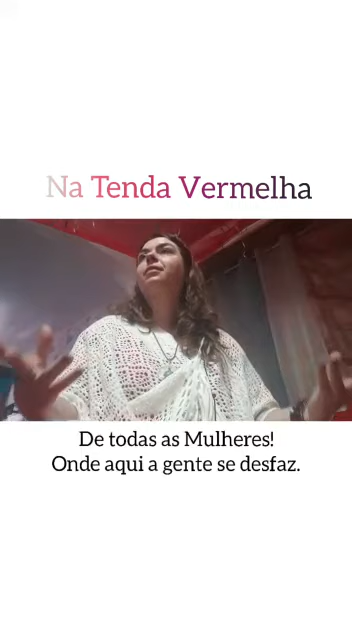 Na Tenda Vermelha
De todas as Mulheres!
Onde aqui a gente se desfaz.